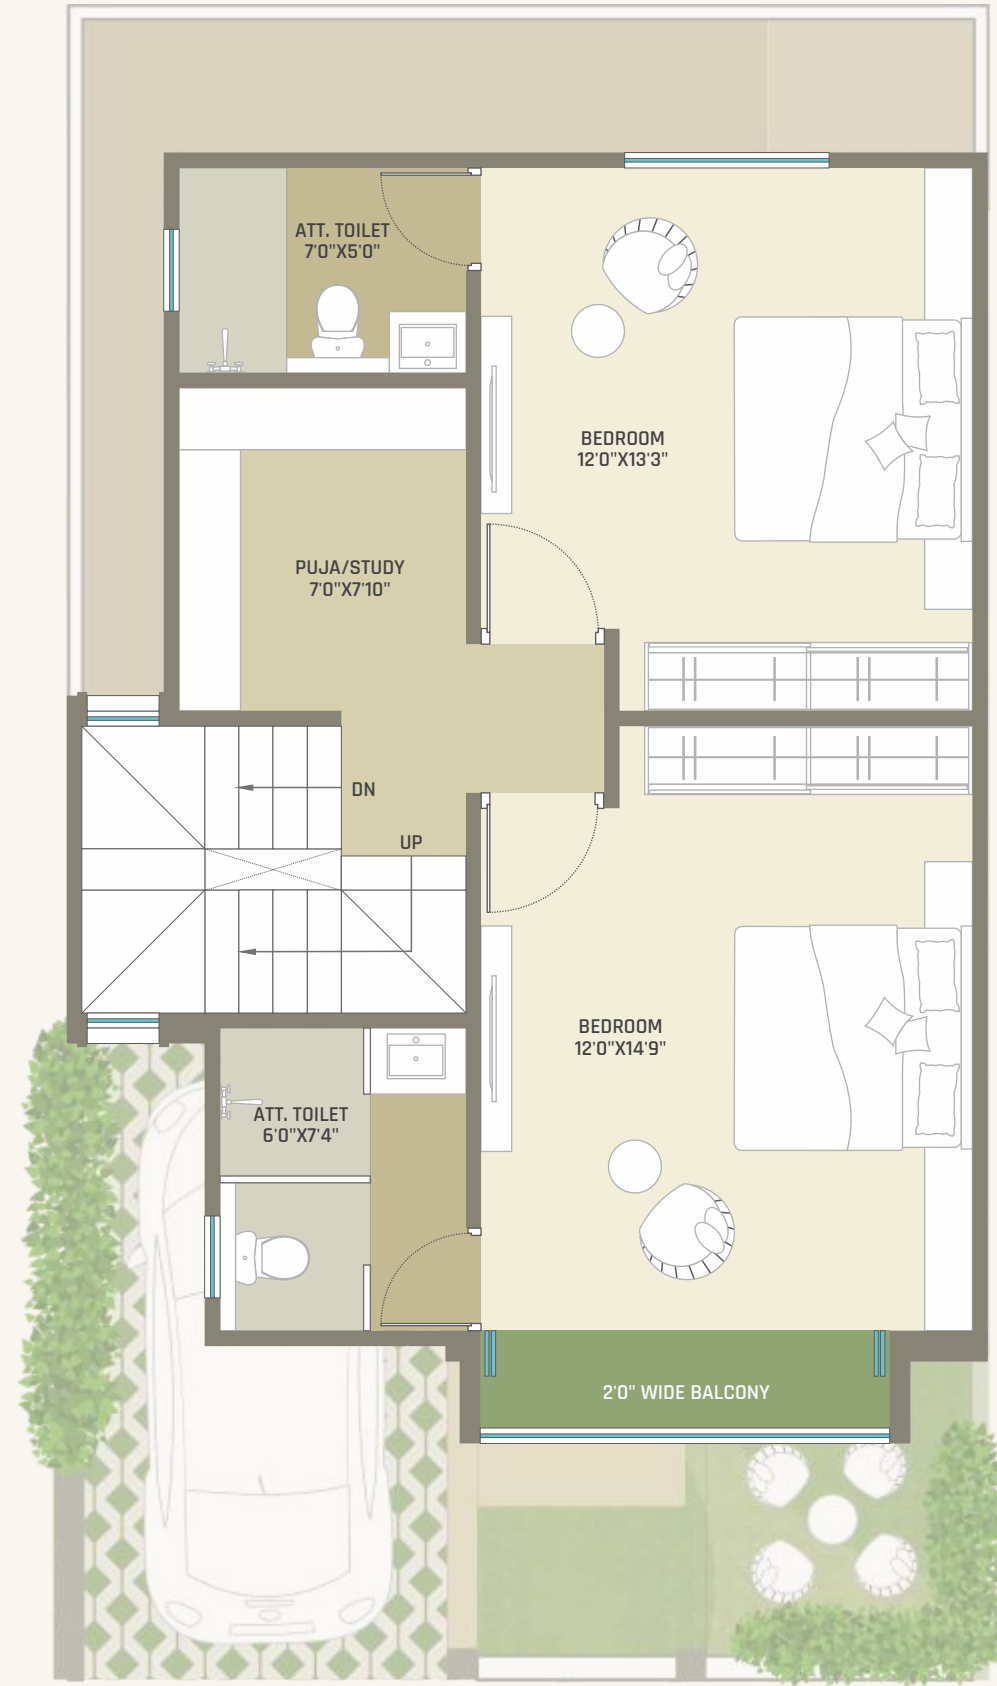 ATT. TOILET
7'0"X5'0"
BEDROOM
12'0"X13'3"
PUJA/STUDY
7'0"X7'10"
DN
UP
BEDROOM
12'0"X14'9"
ATT. TOILET
6'0"X7'4"
2'0" WIDE BALCONY